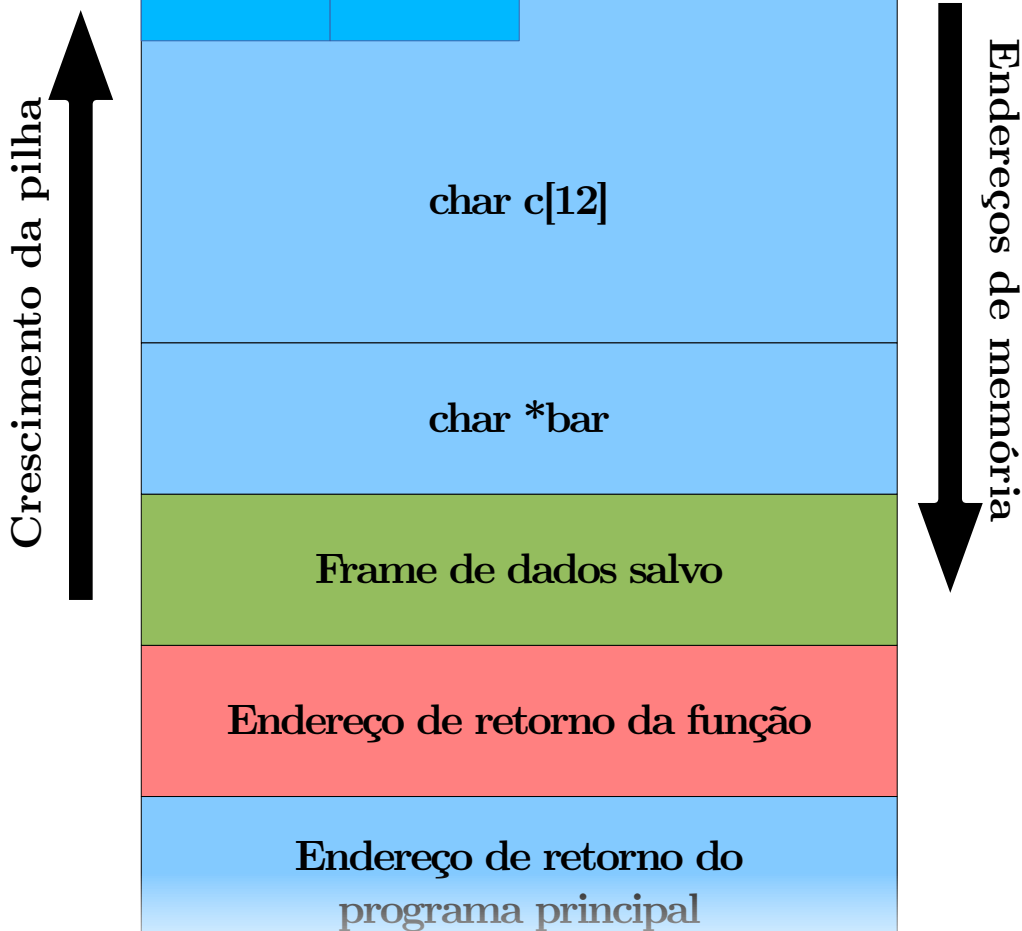 Crescimento da pilha
Endereços de memória
char c[12]
char *bar
Frame de dados salvo
Endereço de retorno da função
Endereço de retorno do
programa principal